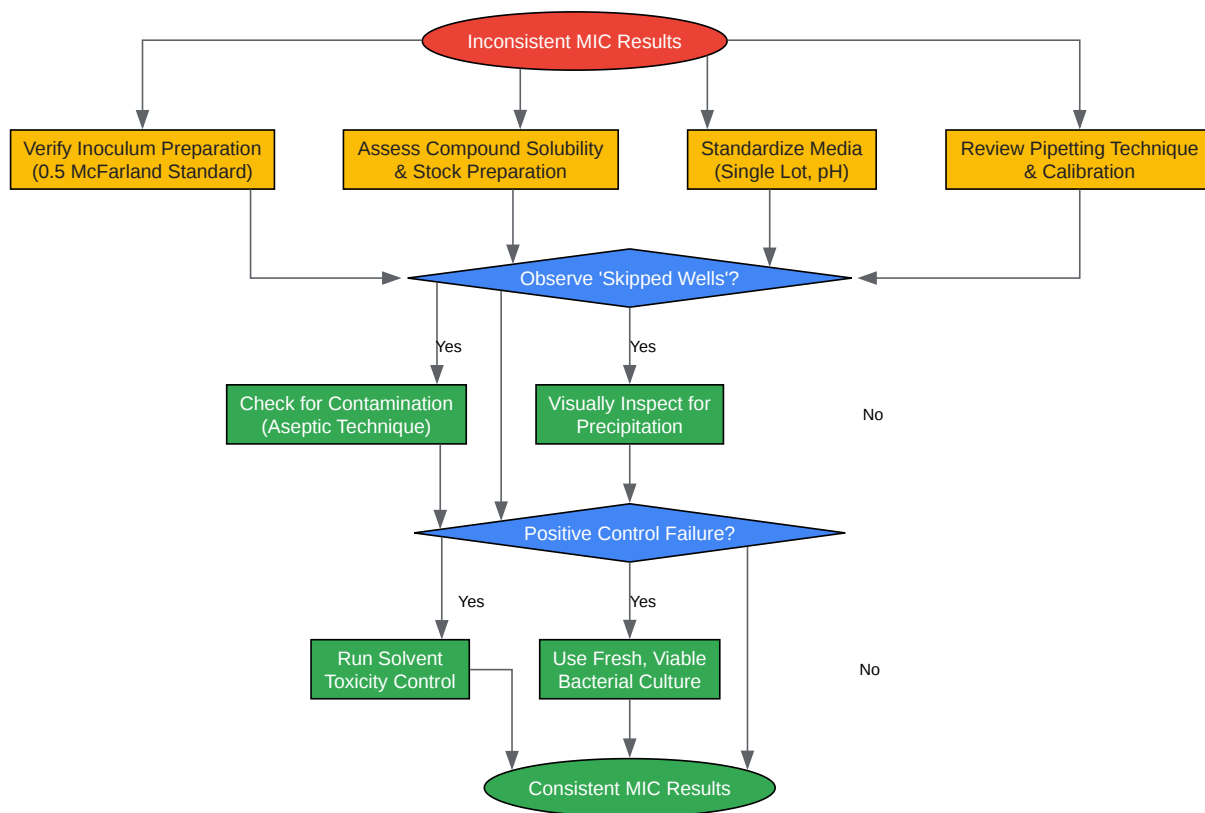 Inconsistent MIC Results
Verify Inoculum Preparation
(0.5 McFarland Standard)
Assess Compound Solubility
& Stock Preparation
Standardize Media
(Single Lot, pH)
Review Pipetting Technique
& Calibration
Observe 'Skipped Wells'?
Yes
Yes
Check for Contamination
(Aseptic Technique)
Visually Inspect for
Precipitation
No
Positive Control Failure?
Yes
Yes
Run Solvent
Toxicity Control
Use Fresh, Viable
Bacterial Culture
No
Consistent MIC Results